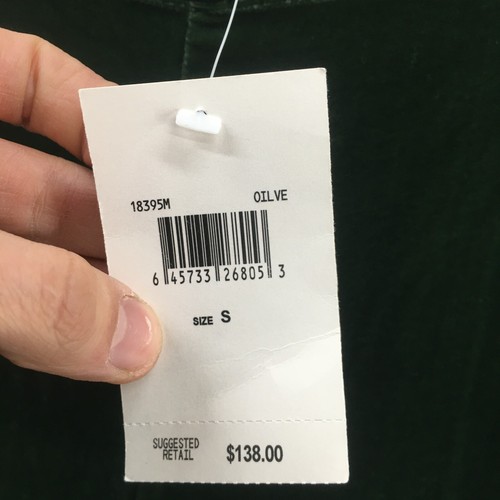 18395M OILVE
6 45733 26805 3
SIZE S
SUGGESTED RETAIL $138.00